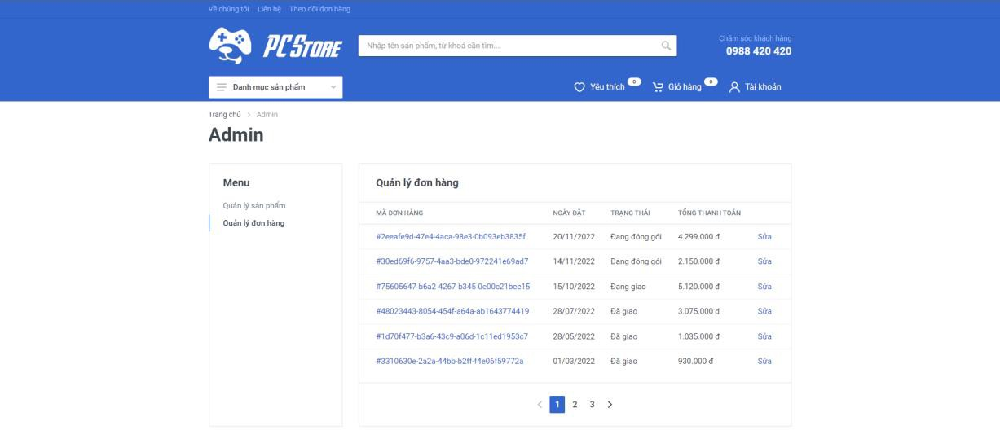 Về chúng tôi Liên hệ Theo dõi đơn hàng
PC STORE
Nhập tên sản phẩm, từ khoá cần tìm...
Chăm sóc khách hàng
0988 420 420
Danh mục sản phẩm
Yêu thích 0 Giỏ hàng 0 Tài khoản
Trang chủ > Admin
Admin
Menu
Quản lý sản phẩm
Quản lý đơn hàng
Quản lý đơn hàng
MÃ ĐƠN HÀNG NGÀY ĐẶT TRẠNG THÁI TỔNG THANH TOÁN
#2eeafe9d-47e4-4aca-98e3-0b093eb3835f 20/11/2022 Đang đóng gói 4.299.000 đ Sửa
#30ed69f6-9757-4aa3-bde0-972241e69ad7 14/11/2022 Đang đóng gói 2.150.000 đ Sửa
#75605647-b6a2-4267-b345-0e00c21bee15 15/10/2022 Đang giao 5.120.000 đ Sửa
#48023443-8054-454f-a64a-ab1643774419 28/07/2022 Đã giao 3.075.000 đ Sửa
#1d70f477-b3a6-43c9-a06d-1c11ed1953c7 28/05/2022 Đã giao 1.035.000 đ Sửa
#3310630e-2a2a-44bb-b2ff-f4e06f59772a 01/03/2022 Đã giao 930.000 đ Sửa
1 2 3